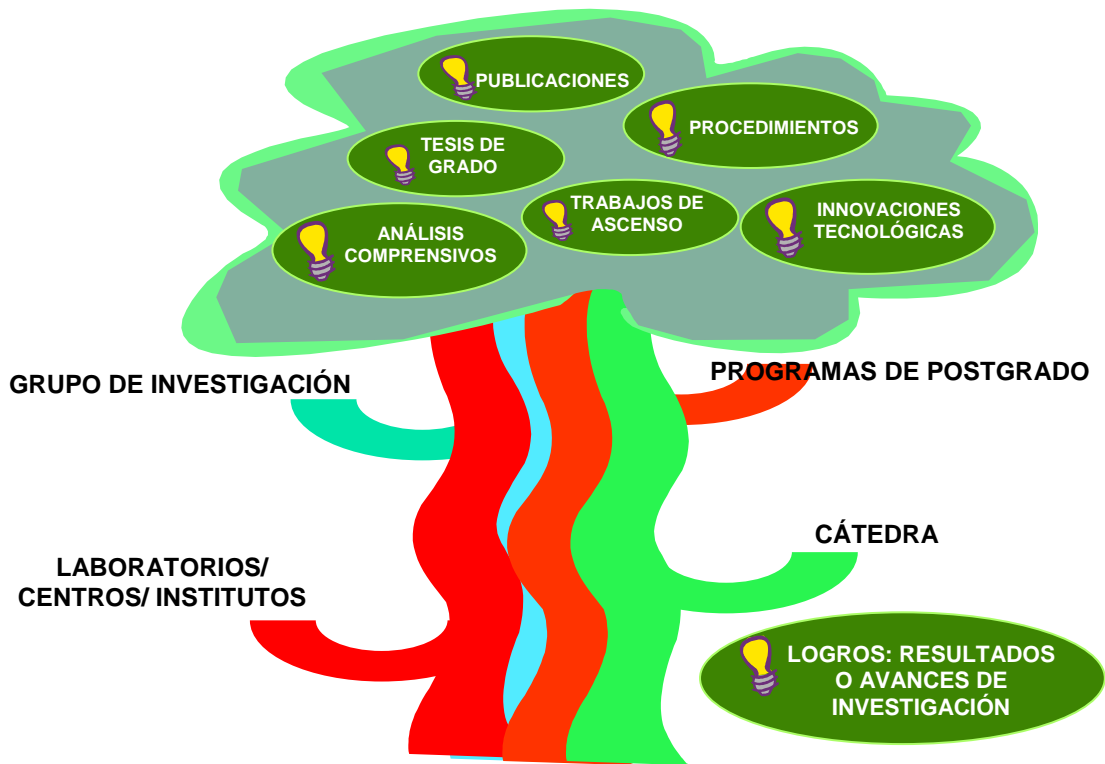 PUBLICACIONES
PROCEDIMIENTOS
TESIS DE
GRADO
TRABAJOS DE
ASCENSO
INNOVACIONES
TECNOLÓGICAS
ANÁLISIS
COMPRENSIVOS
GRUPO DE INVESTIGACIÓN
PROGRAMAS DE POSTGRADO
CÁTEDRA
LABORATORIOS/
CENTROS/ INSTITUTOS
LOGROS: RESULTADOS
O AVANCES DE
INVESTIGACIÓN